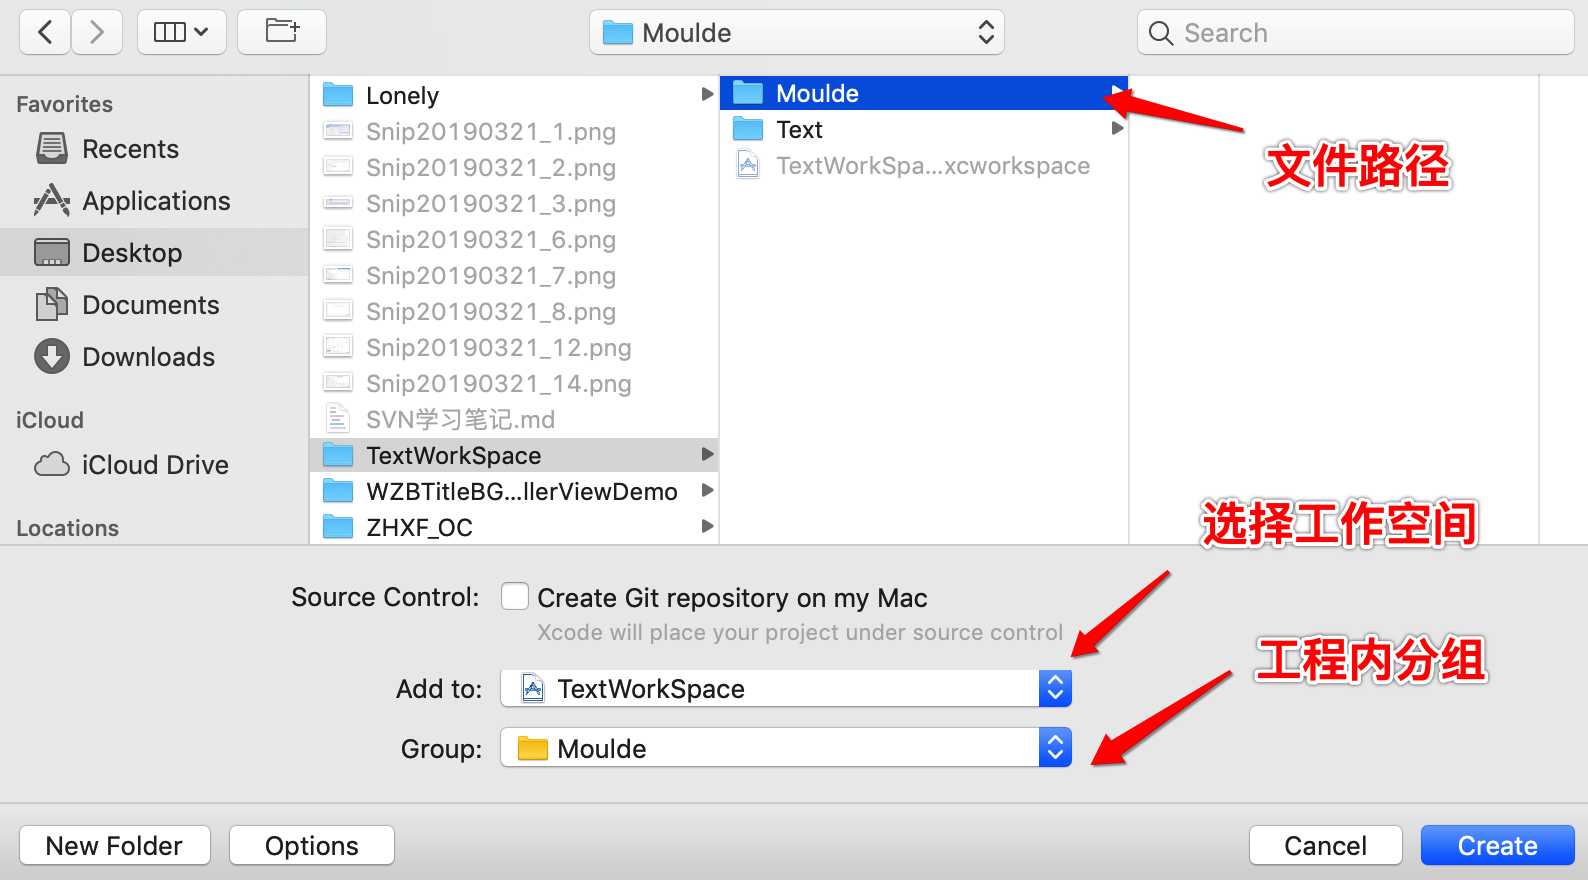 Moulde
Search
Favorites
Recents
Applications
Desktop
Documents
Downloads
iCloud
iCloud Drive
Locations
Lonely
Snip20190321_1.png
Snip20190321_2.png
Snip20190321_3.png
Snip20190321_6.png
Snip20190321_7.png
Snip20190321_8.png
Snip20190321_12.png
Snip20190321_14.png
SVN学习笔记.md
TextWorkSpace
WZBTitleBG...llerViewDemo
ZHXF_OC
Moulde
Text
TextWorkSpa...xcworkspace
文件路径
选择工作空间
Source Control: Create Git repository on my Mac
Xcode will place your project under source control
工程内分组
Add to: TextWorkSpace
Group: Moulde
New Folder
Options
Cancel
Create